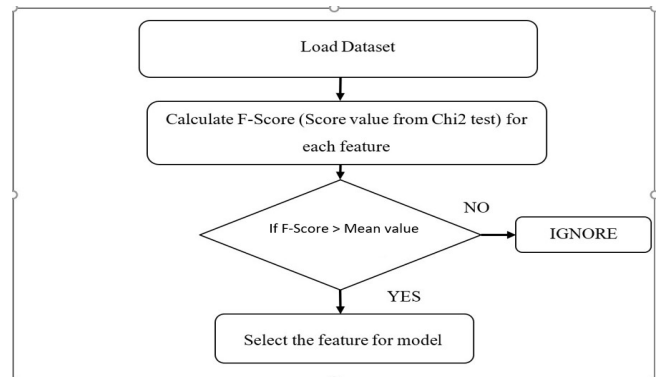 Load Dataset
Calculate F-Score (Score value from Chi2 test) for
each feature
If F-Score > Mean value
NO
IGNORE
YES
Select the feature for model